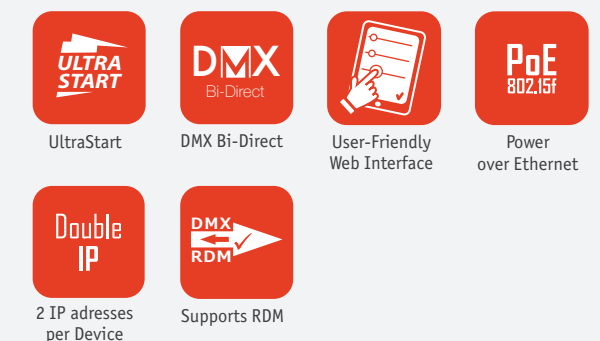 ULTRA
START
UltraStart
DMX
Bi-Direct
DMX Bi-Direct
User-Friendly
Web Interface
PoE
802.15f
Power
over Ethernet
Double
IP
2 IP adresses
per Device
DMX
RDM
Supports RDM